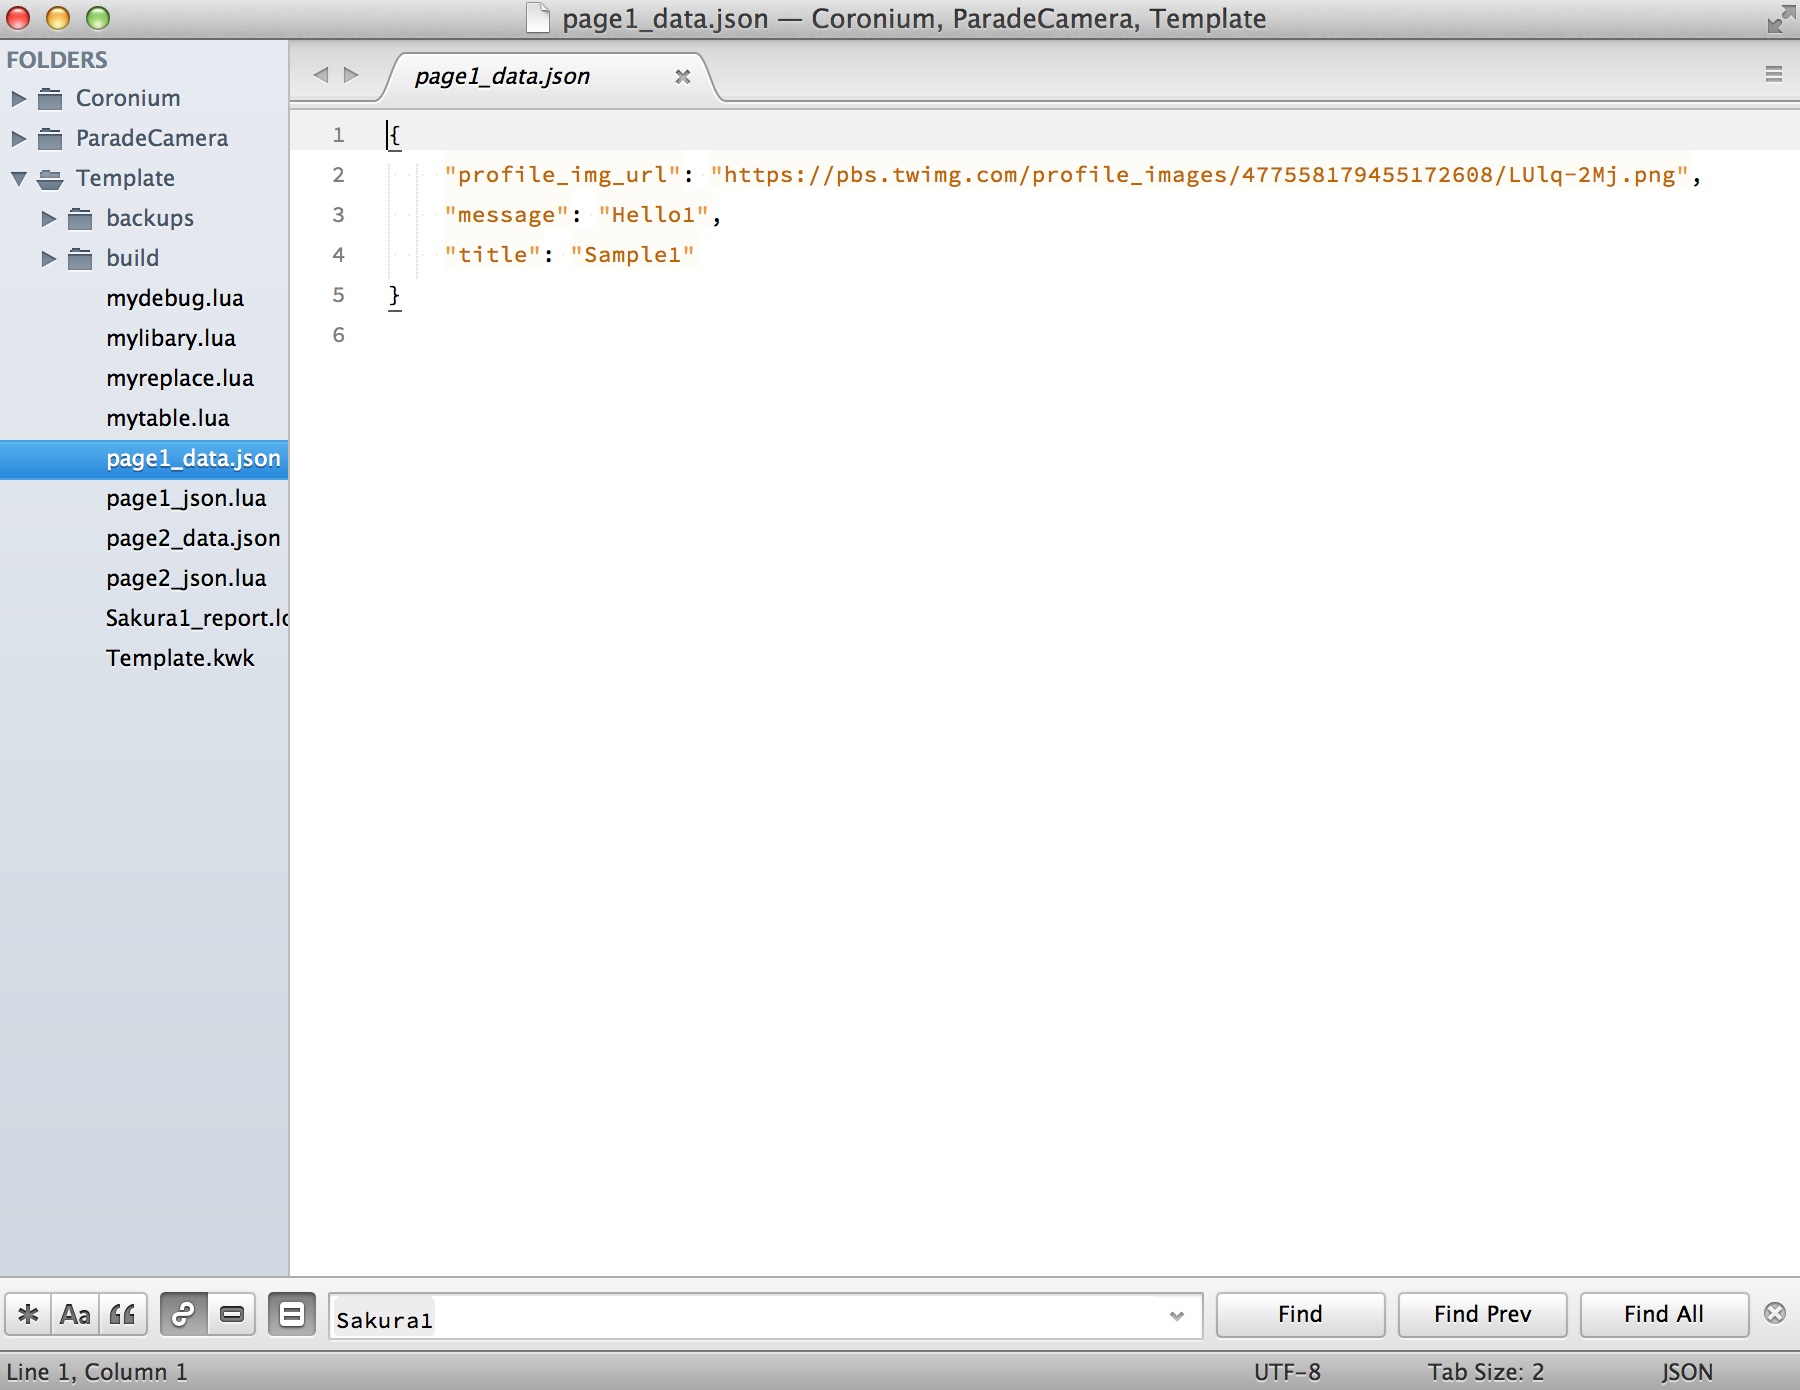 page1_data.json — Coronium, ParadeCamera, Template
FOLDERS
Coronium
ParadeCamera
Template
backups
build
mydebug.lua
mylibary.lua
myreplace.lua
mytable.lua
page1_data.json
page1_json.lua
page2_data.json
page2_json.lua
Sakura1_report.lo
Template.kwk
page1_data.json
1 {
2 "profile_img_url": "https://pbs.twimg.com/profile_images/477558179455172608/LUlq-2Mj.png",
3 "message": "Hello1",
4 "title": "Sample1"
5 }
6
Aa
Sakura1
Find
Find Prev
Find All
Line 1, Column 1
UTF-8
Tab Size: 2
JSON